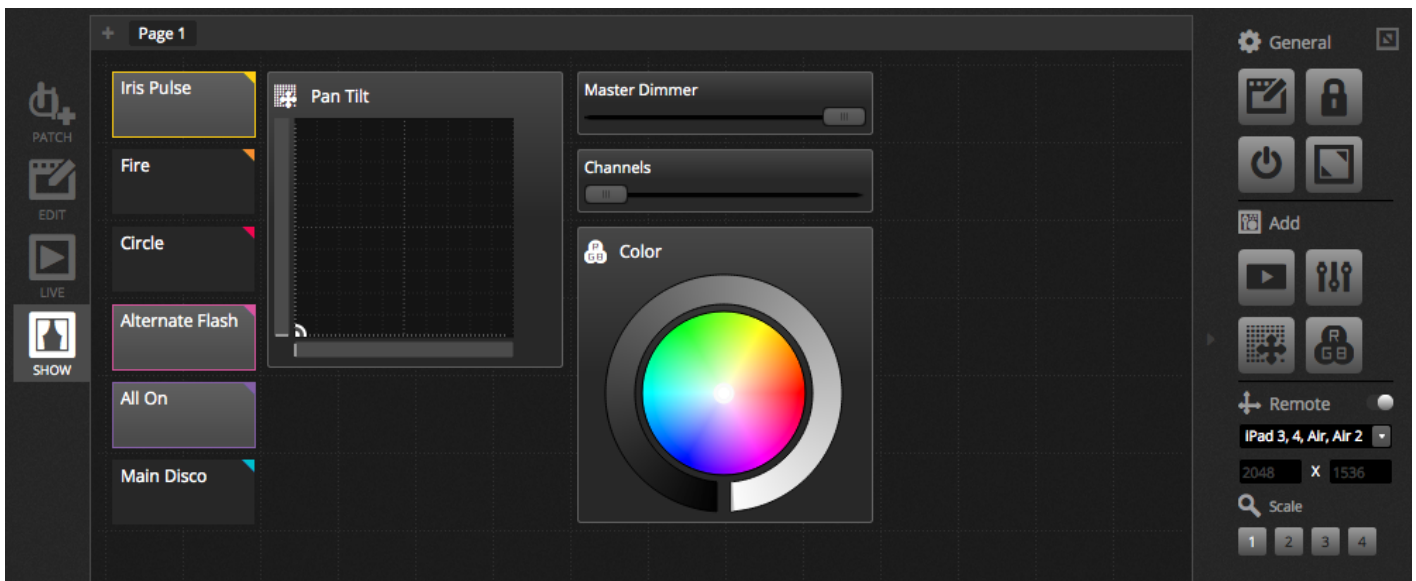 + Page 1
PATCH
EDIT
LIVE
SHOW
Iris Pulse
Fire
Circle
Alternate Flash
All On
Main Disco
Pan Tilt
Master Dimmer
Channels
R
G B
Color
General
Add
R
G B
Remote
iPad 3, 4, Air, Air 2
2048 X 1536
Scale
1 2 3 4